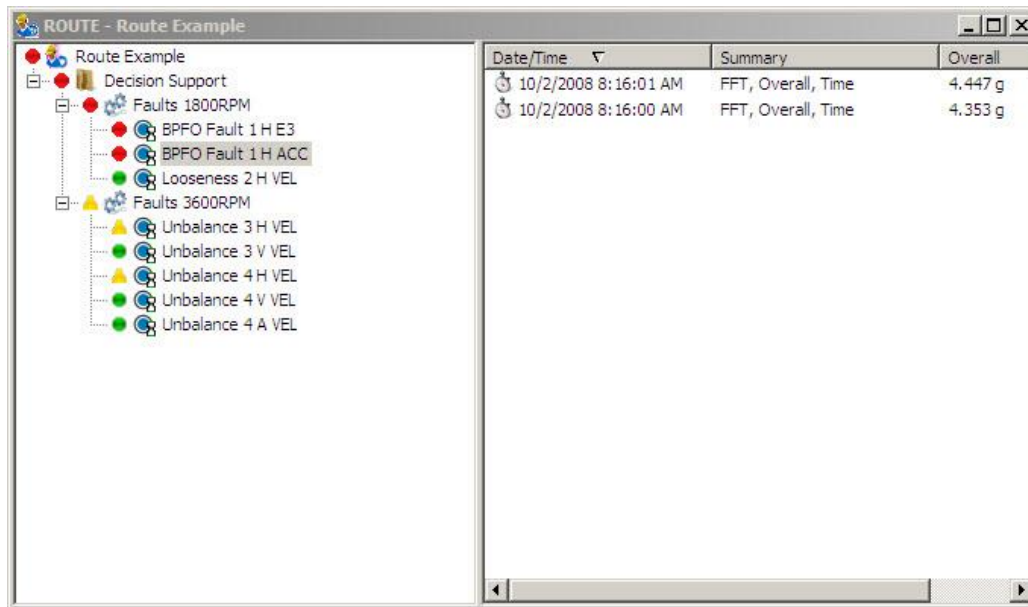 ROUTE - Route Example
Route Example
Decision Support
Faults 1800RPM
BPFO Fault 1 H E3
BPFO Fault 1 H ACC
Looseness 2 H VEL
Faults 3600RPM
Unbalance 3 H VEL
Unbalance 3 V VEL
Unbalance 4 H VEL
Unbalance 4 V VEL
Unbalance 4 A VEL
Date/Time Summary Overall
10/2/2008 8:16:01 AM FFT, Overall, Time 4.447 g
10/2/2008 8:16:00 AM FFT, Overall, Time 4.353 g